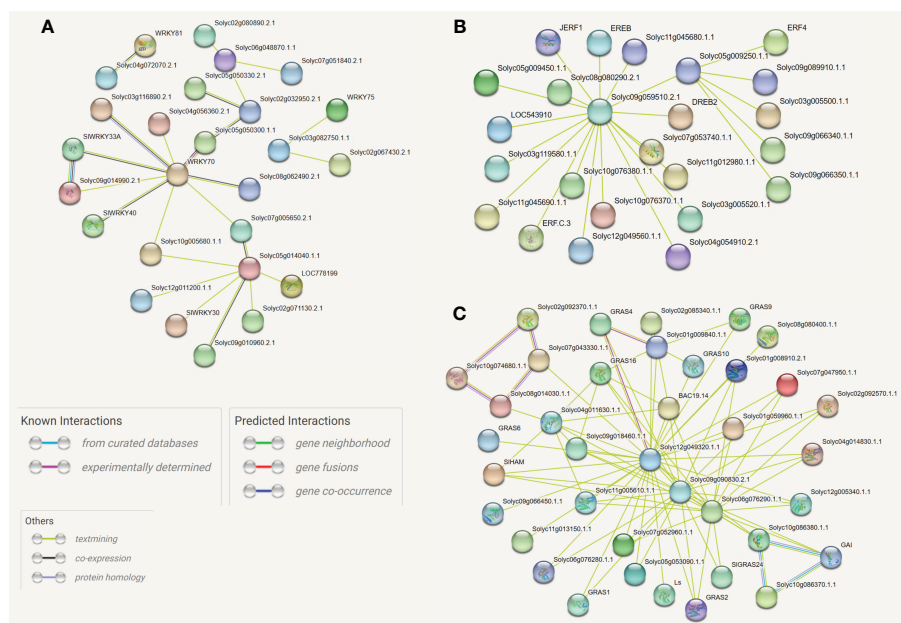 A
Solyc02g080890.2.1
WRKY81
Solyc06g048870.1.1
Solyc07g051840.2.1
Solyc04g072070.2.1
Solyc05g050330.2.1
Solyc03g116890.2.1
Solyc02g032950.2.1
WRKY75
Solyc04g056360.2.1
SlWRKY33A
Solyc05g050300.1.1
Solyc03g082750.1.1
WRKY70
Solyc02g067430.2.1
Solyc09g014990.2.1
Solyc08g062490.2.1
SlWRKY40
Solyc07g005650.2.1
Solyc10g005680.1.1
Solyc05g014040.1.1
LOC778199
Solyc12g011200.1.1
SlWRKY30
Solyc02g071130.2.1
Solyc09g010960.2.1
B
JERF1
EREB
ERF4
Solyc11g045680.1.1
Solyc05g009250.1.1
Solyc05g009450.1.1
Solyc08g080290.2.1
Solyc09g089910.1.1
Solyc09g059510.2.1
DREB2
Solyc03g005500.1.1
LOC543910
Solyc07g053740.1.1
Solyc09g066340.1.1
Solyc03g119580.1.1
Solyc11g012980.1.1
Solyc10g076380.1.1
Solyc09g066350.1.1
Solyc10g076370.1.1
Solyc11g045690.1.1
Solyc03g005520.1.1
ERF.C.3
Solyc12g049560.1.1
Solyc04g054910.2.1
C
Solyc02g092370.1.1
GRAS4
Solyc02g085340.1.1
GRAS9
Solyc01g009840.1.1
Solyc08g080400.1.1
Solyc07g043330.1.1
GRAS16
GRAS10
Solyc01g008910.2.1
Solyc10g074680.1.1
Solyc07g047950.1.1
Solyc08g014030.1.1
BAC19.14
Solyc02g092570.1.1
Solyc04g011630.1.1
Solyc01g059960.1.1
GRAS6
Solyc09g018460.1.1
Solyc12g049320.1.1
Solyc04g014830.1.1
SlHAM
Solyc09g090830.2.1
Solyc09g066450.1.1
Solyc11g005610.1.1
Solyc06g076290.1.1
Solyc12g005340.1.1
Solyc11g013150.1.1
Solyc07g052960.1.1
Solyc10g086380.1.1
GAI
Solyc06g076280.1.1
Solyc05g053090.1.1
SlGRAS24
Solyc10g086370.1.1
GRAS1
Ls
GRAS2
Known Interactions
from curated databases
experimentally determined
Predicted Interactions
gene neighborhood
gene fusions
gene co-occurrence
Others
textmining
co-expression
protein homology